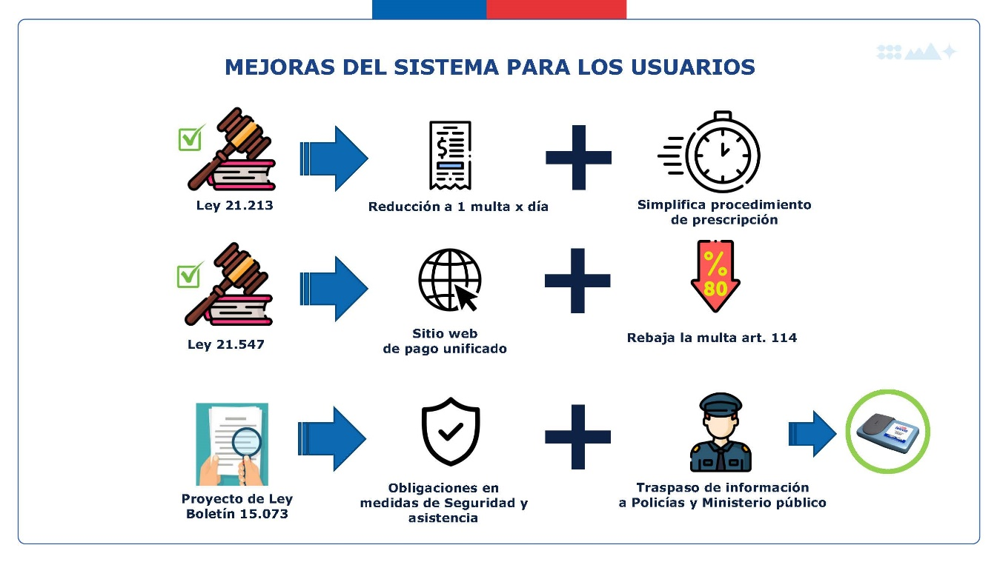 MEJORAS DEL SISTEMA PARA LOS USUARIOS
$
Ley 21.213
Reducción a 1 multa x día
Simplifica procedimiento
de prescripción
%
80
Ley 21.547
Sitio web
de pago unificado
Rebaja la multa art. 114
Proyecto de Ley
Boletín 15.073
Obligaciones en
medidas de Seguridad y
asistencia
Traspaso de información
a Policías y Ministerio público